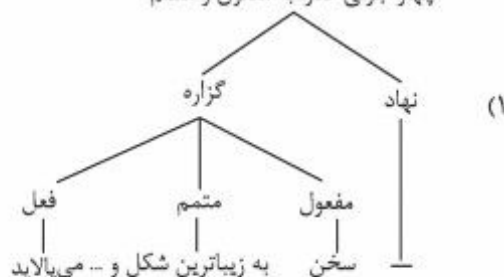 گزاره نهاد (۱
فعل متمم مفعول
می‌پالاید به زیباترین شکل و ... سخن —